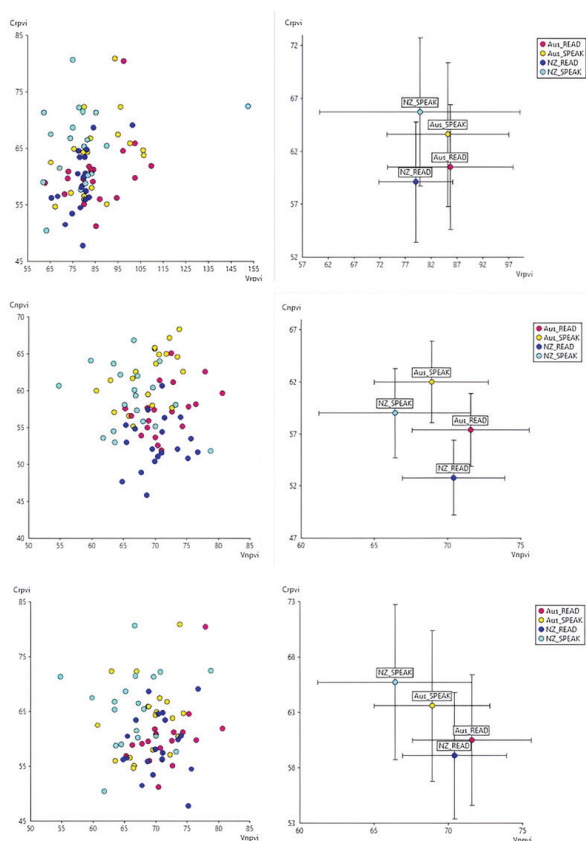 Crpvi
85
75
65
55
45
55 65 75 85 95 105 115 125 135 145 155
Vrpvi
Crpvi
72
67
62
57
52
NZ_SPEAK
Aus_SPEAK
Aus_READ
NZ_READ
57 62 67 72 77 82 87 92 97
Vrpvi
Aus_READ
Aus_SPEAK
NZ_READ
NZ_SPEAK
Cnpvi
70
65
60
55
50
45
40
50 55 60 65 70 75 80 85
Vnpvi
Cnpvi
67
62
57
52
47
Aus_SPEAK
NZ_SPEAK
Aus_READ
NZ_READ
60 65 70 75
Vnpvi
Aus_READ
Aus_SPEAK
NZ_READ
NZ_SPEAK
Crpvi
85
75
65
55
45
50 55 60 65 70 75 80 85
Vnpvi
Crpvi
73
68
63
58
53
NZ_SPEAK
Aus_SPEAK
Aus_READ
NZ_READ
60 65 70 75
Vnpvi
Aus_READ
Aus_SPEAK
NZ_READ
NZ_SPEAK